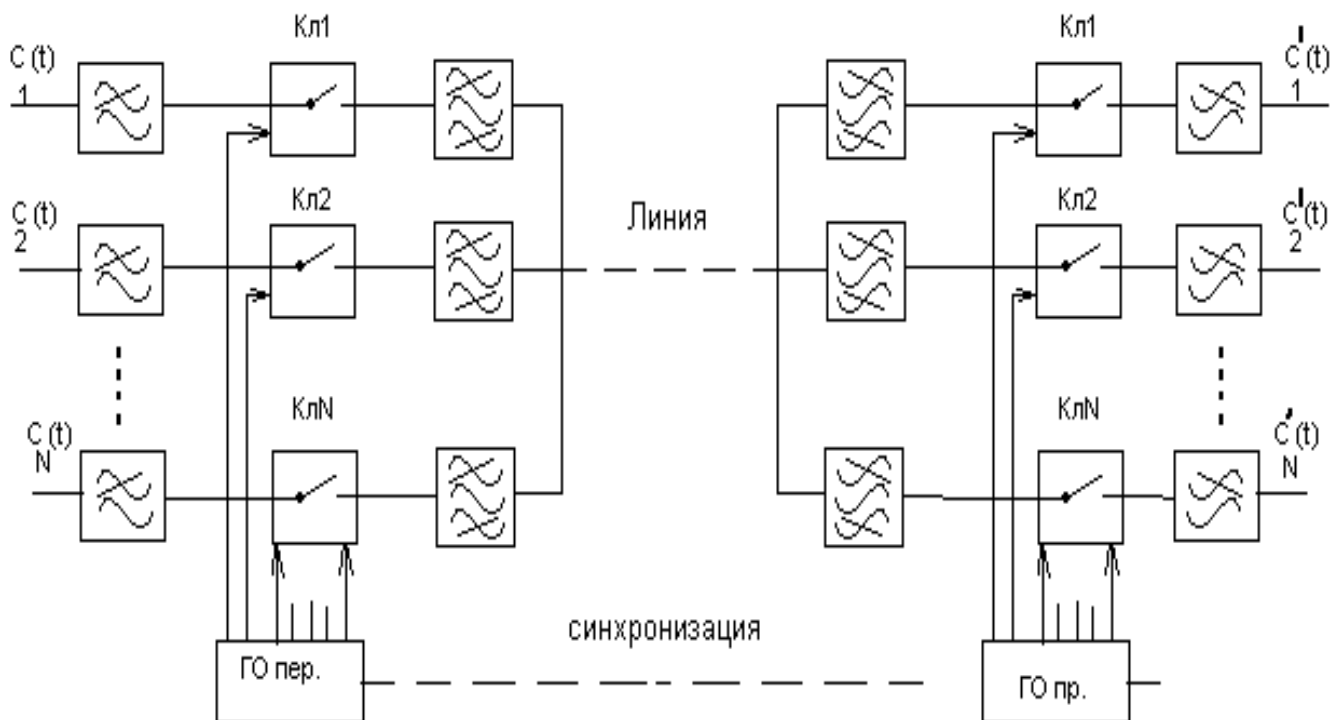 Кл1
Кл1
C (t)
1
C'(t)
1
Кл2
Кл2
C (t)
2
C'(t)
2
Линия
КлN
КлN
C (t)
N
C'(t)
N
синхронизация
ГО пер.
ГО пр.